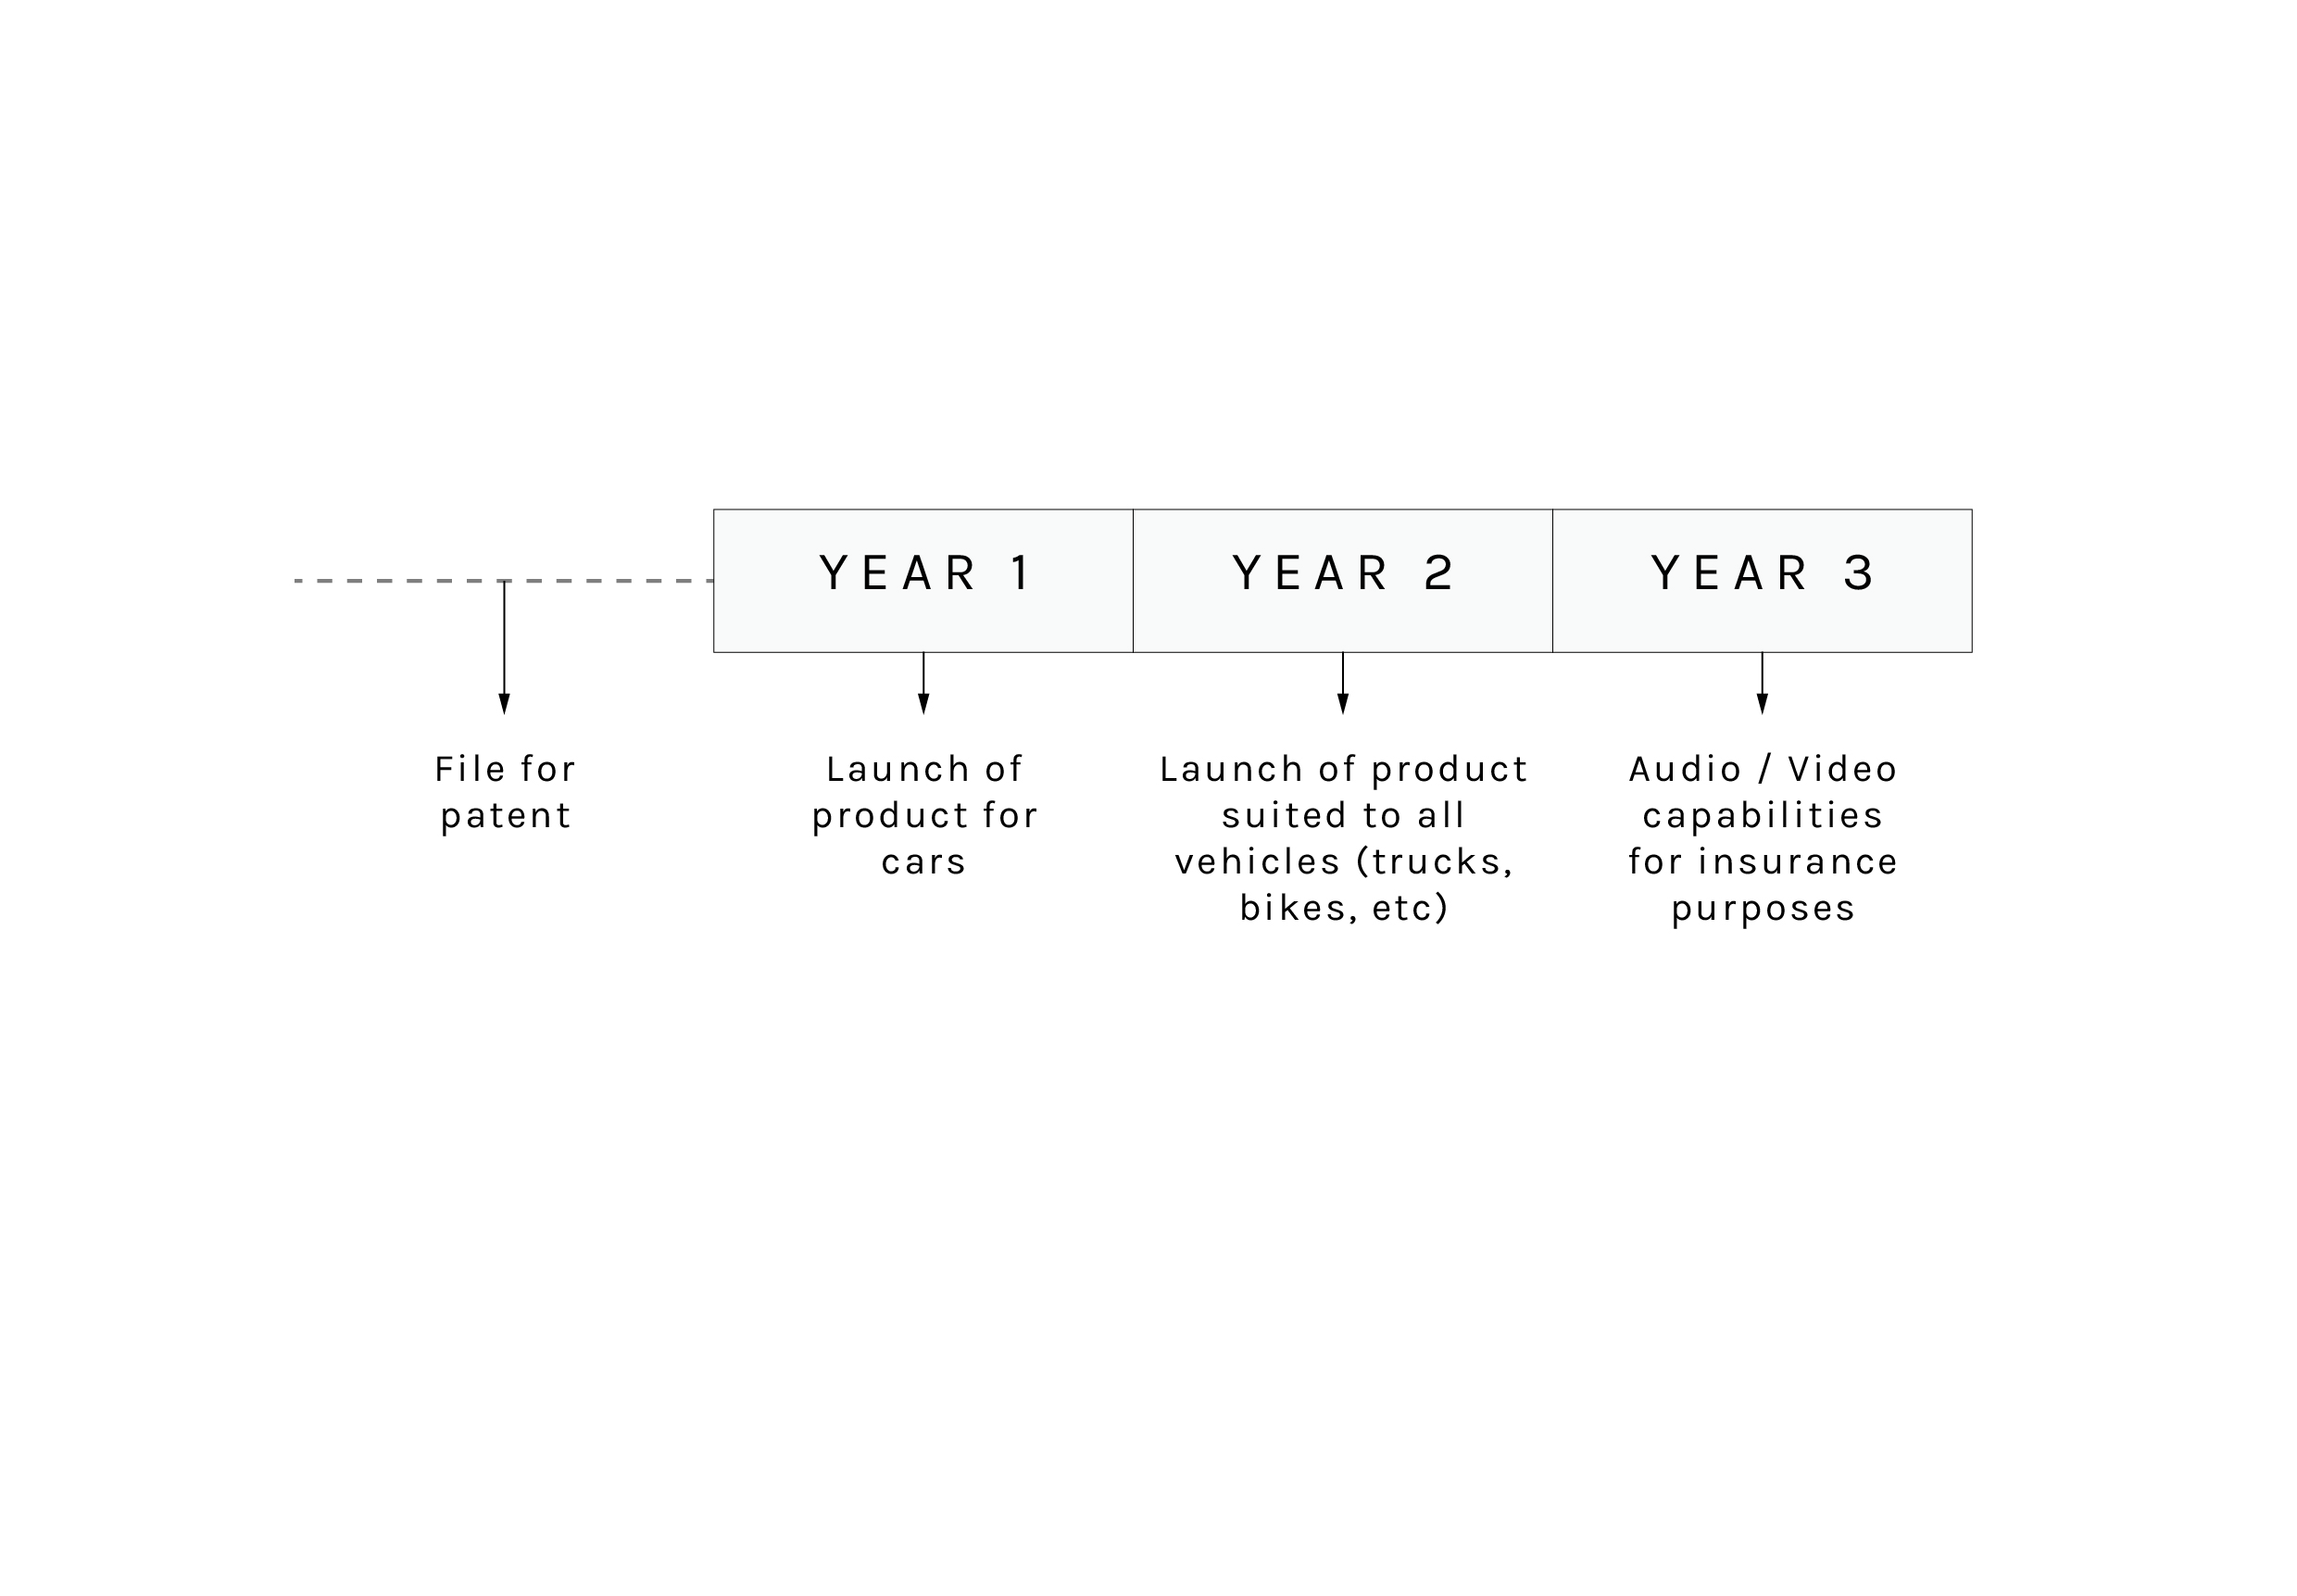 YEAR 1
YEAR 2
YEAR 3
File for
patent
Launch of
product for
cars
Launch of product
suited to all
vehicles (trucks,
bikes, etc)
Audio / Video
capabilities
for insurance
purposes